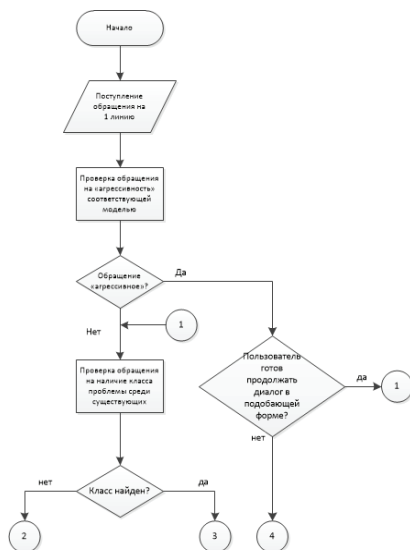 Начало
Поступление
обращения на
1 линию
Проверка обращения
на «агрессивность»
соответствующей
моделью
Обращение
«агрессивное»?
Да
Нет
1
Проверка обращения
на наличие класса
проблемы среди
существующих
Пользователь
готов
продолжать
диалог в
подобающей
форме?
да
1
нет
4
Класс найден?
нет
да
2
3